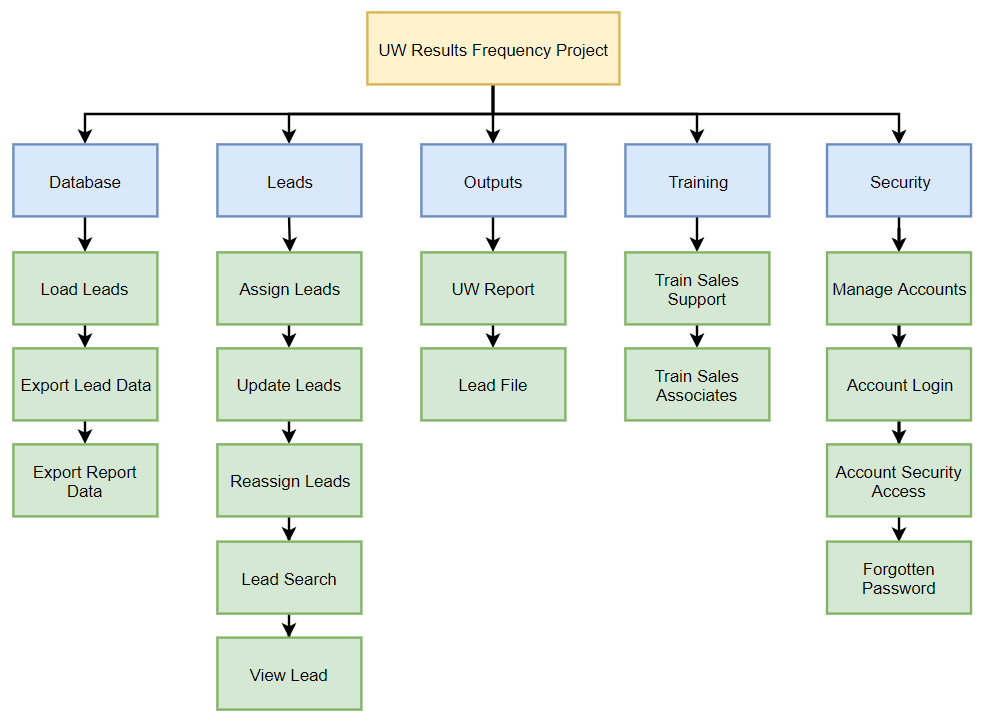 UW Results Frequency Project
Database
Leads
Outputs
Training
Security
Load Leads
Assign Leads
UW Report
Train Sales
Support
Manage Accounts
Export Lead Data
Update Leads
Lead File
Train Sales
Associates
Account Login
Export Report
Data
Reassign Leads
Account Security
Access
Lead Search
Forgotten
Password
View Lead